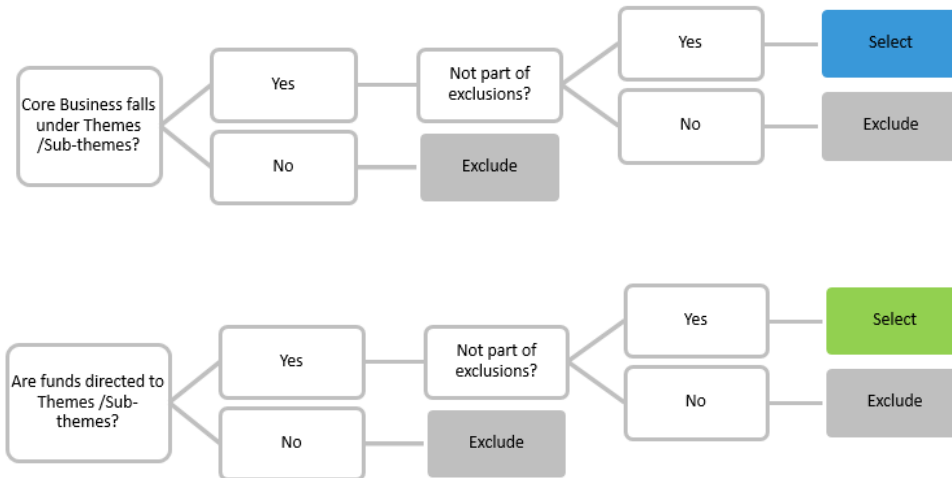 Core Business falls
under Themes
/Sub-themes?
Yes
No
Not part of
exclusions?
Exclude
Yes
No
Select
Exclude
Are funds directed to
Themes /Sub-
themes?
Yes
No
Not part of
exclusions?
Exclude
Yes
No
Select
Exclude